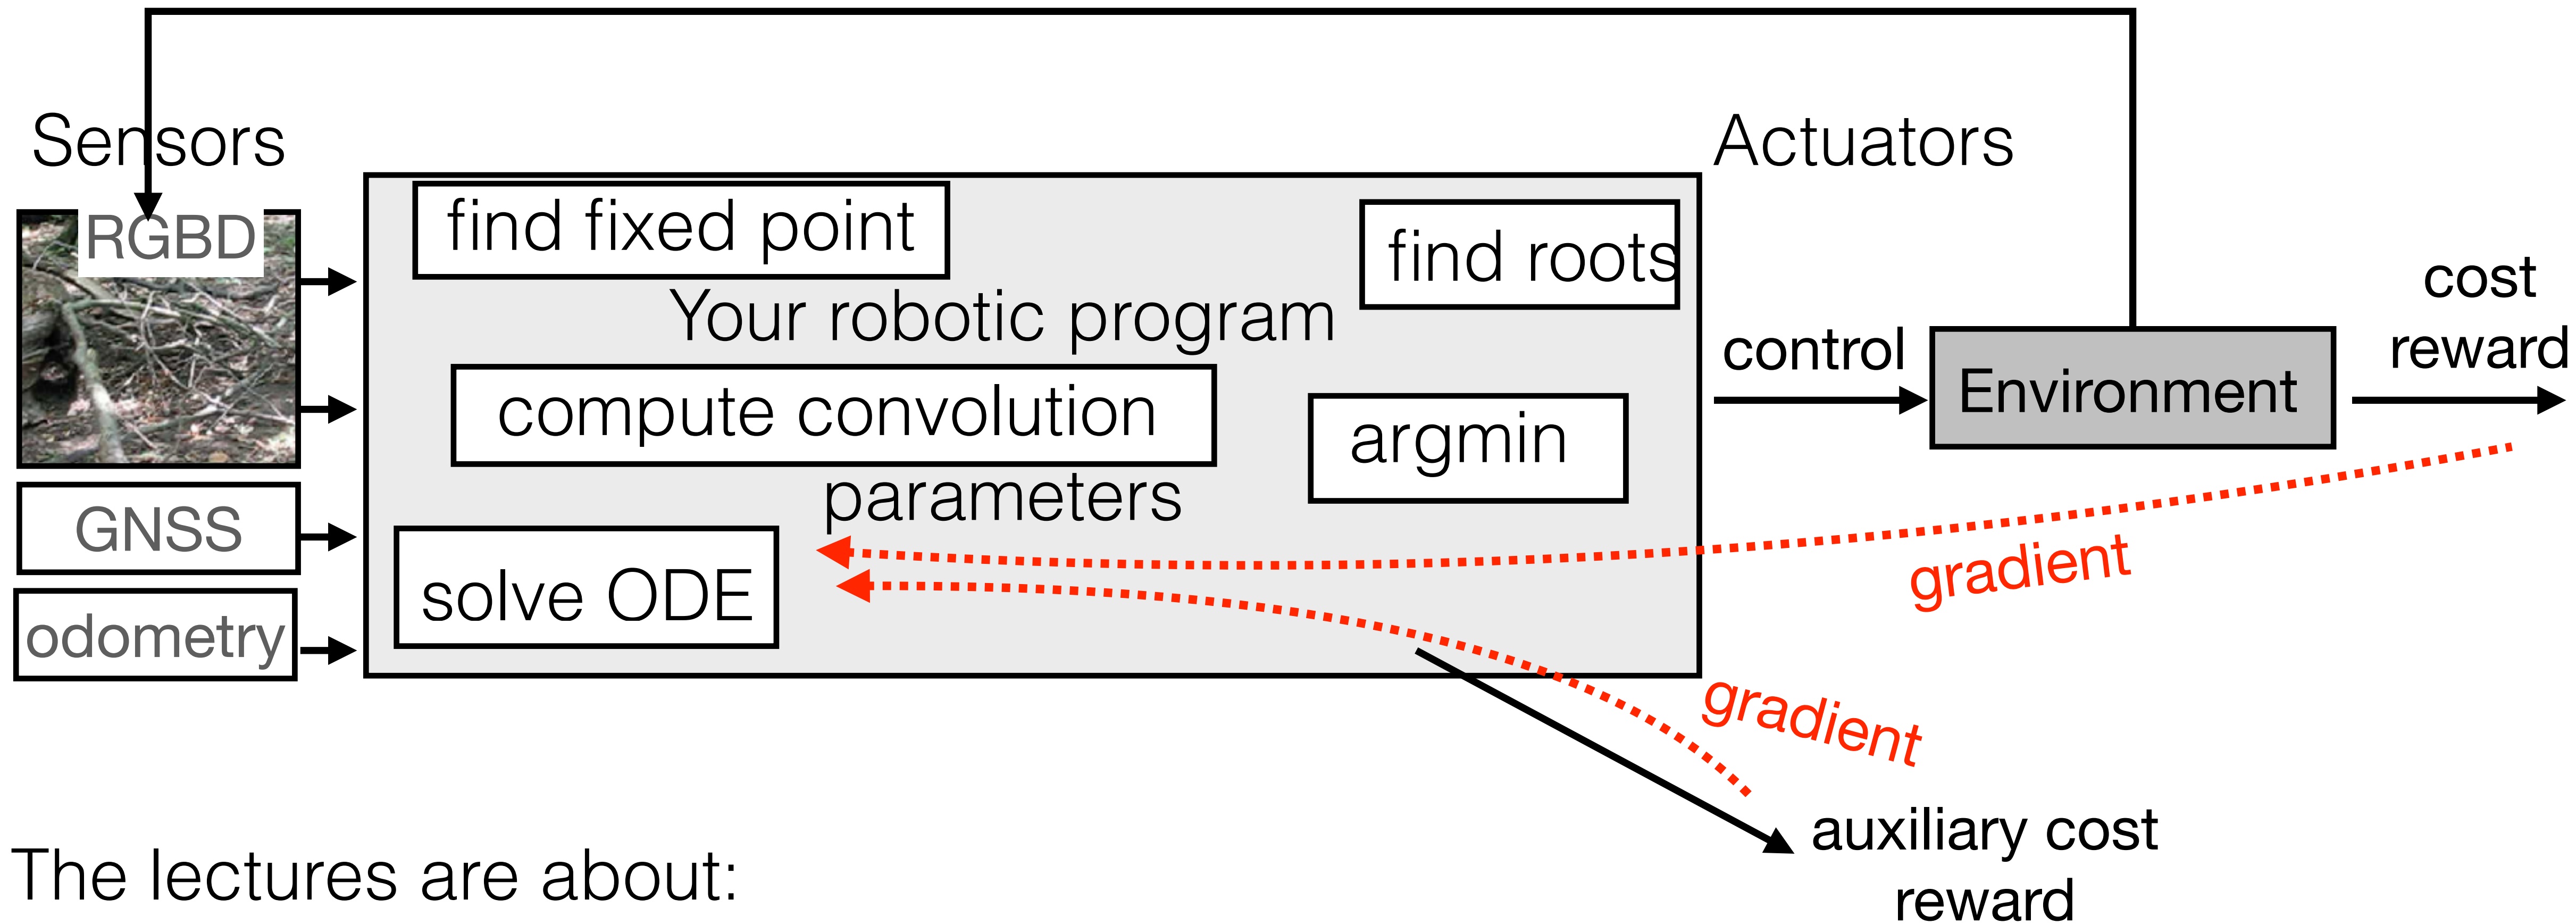 Sensors
Actuators
RGBD
find fixed point
find roots
Your robotic program
cost
reward
control
Environment
compute convolution
argmin
parameters
GNSS
solve ODE
odometry
gradient
gradient
auxiliary cost
reward
The lectures are about: